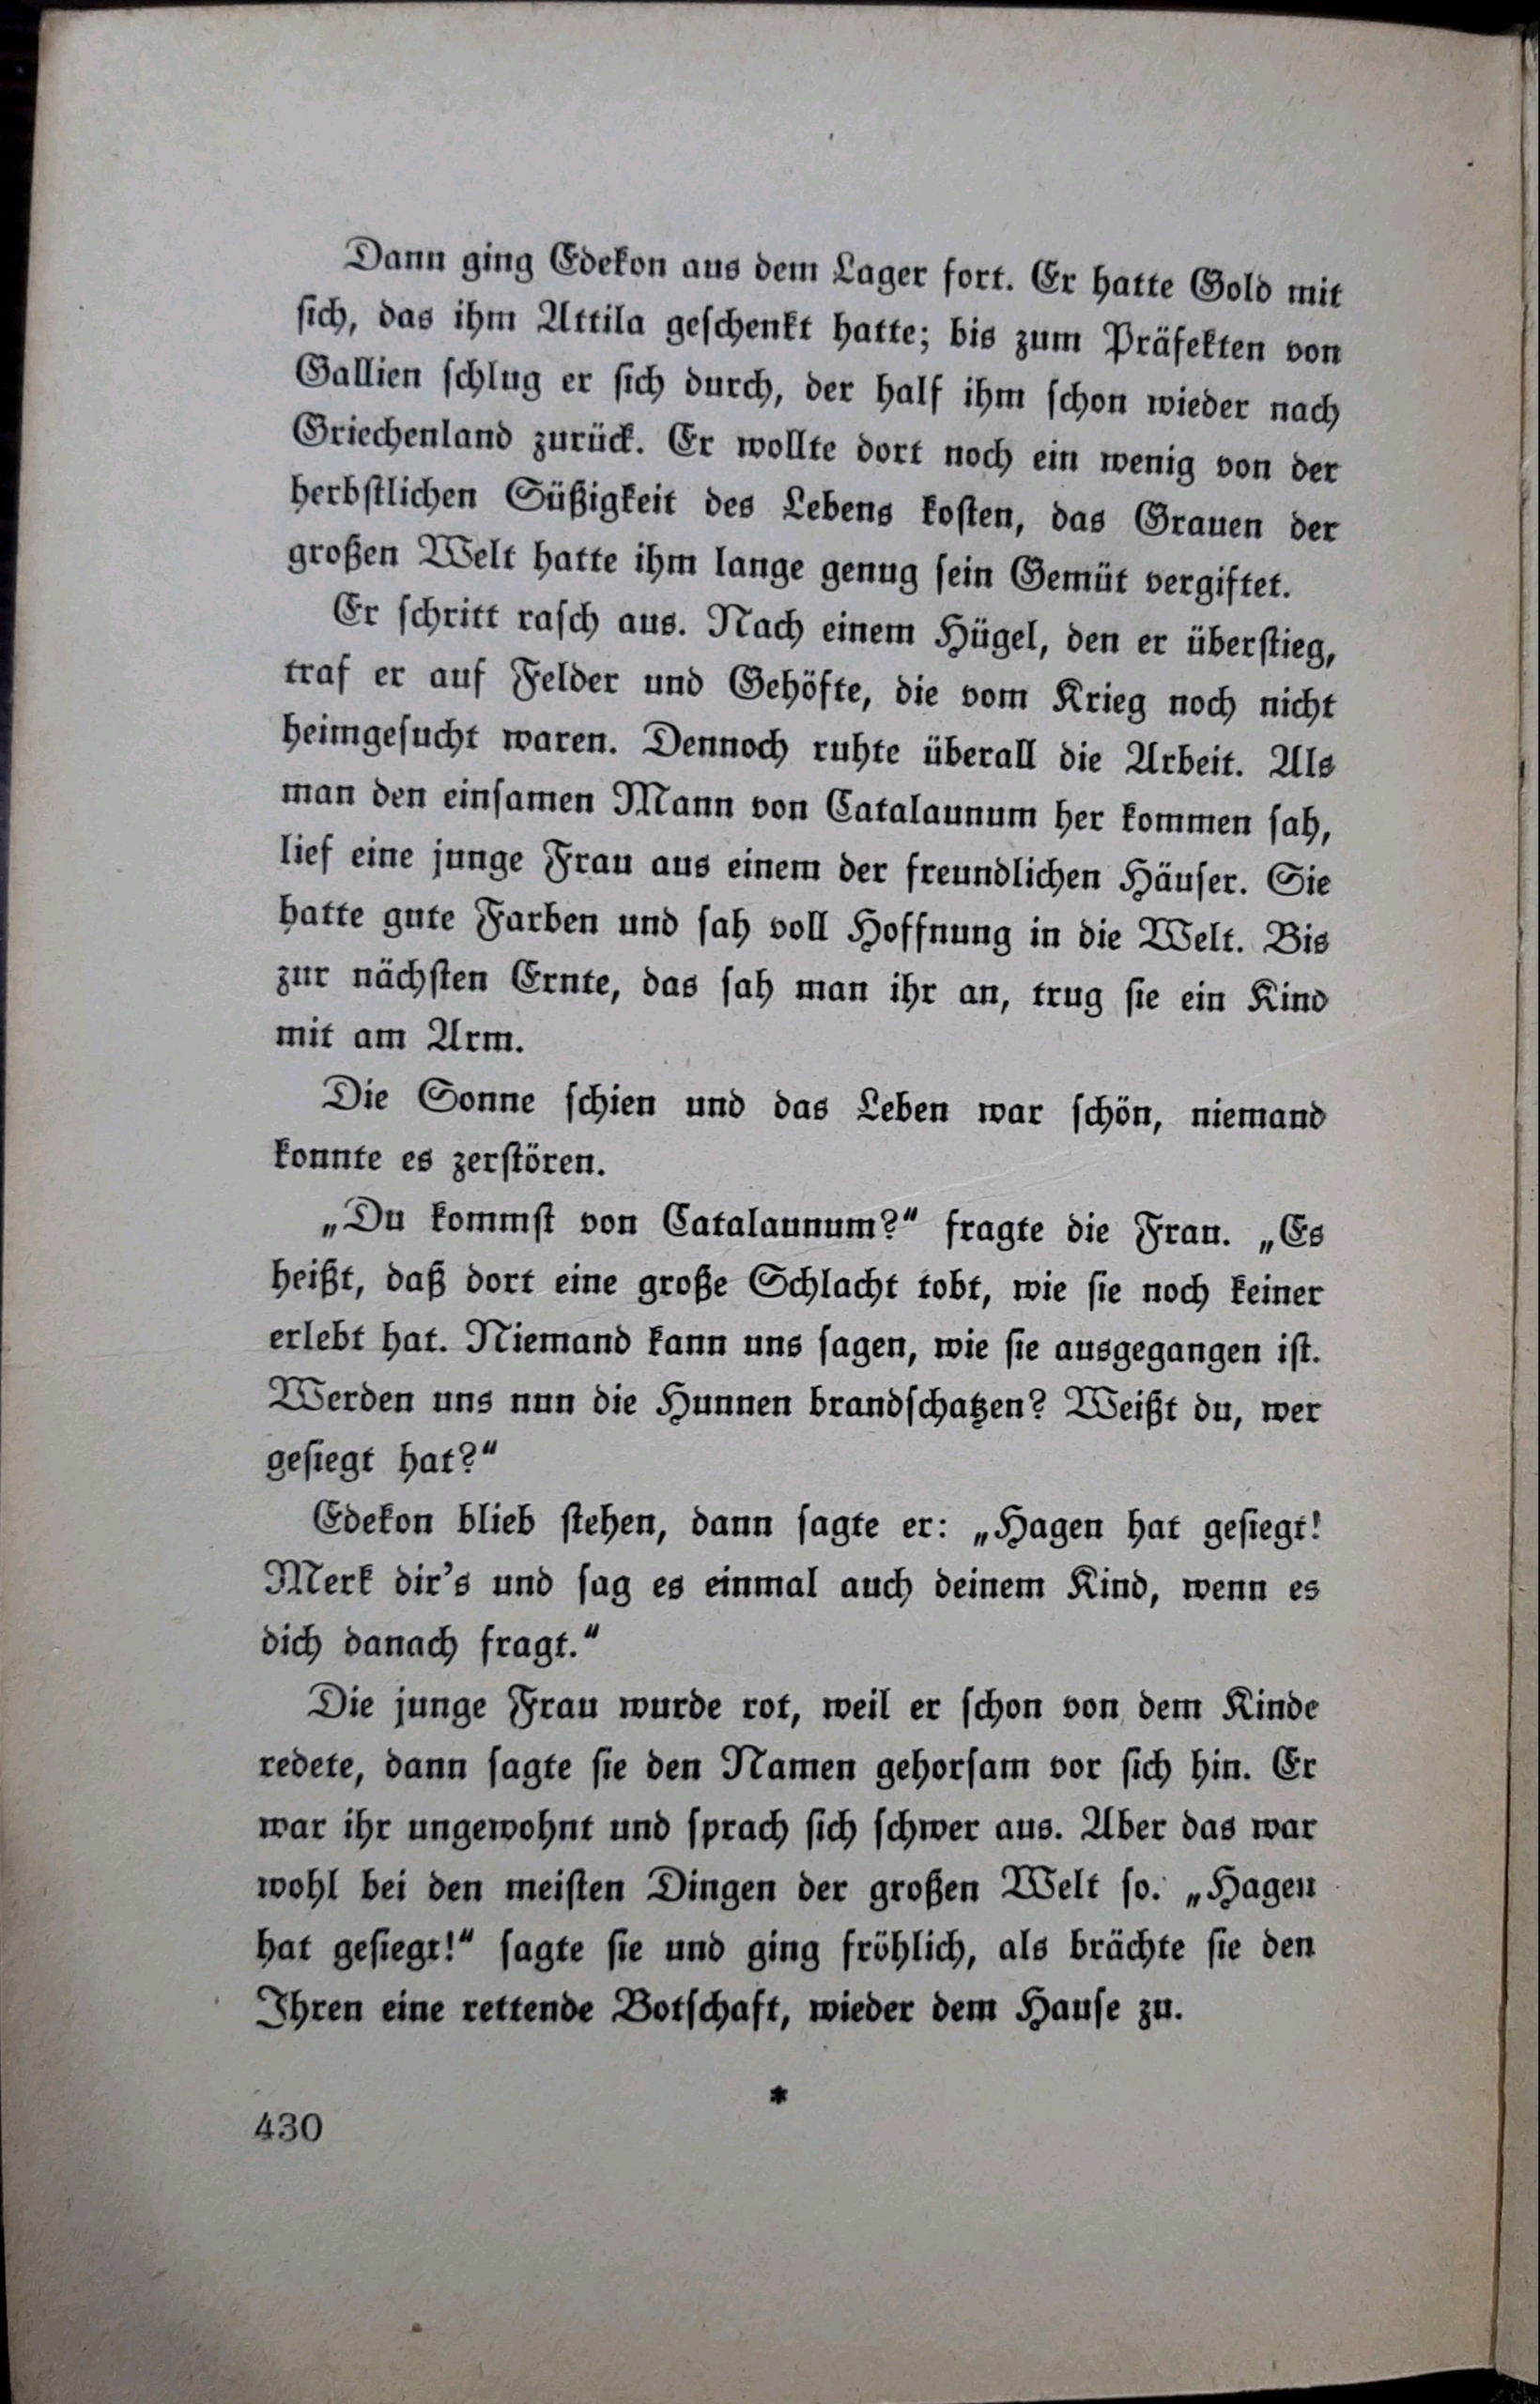 Dann ging Edekon aus dem Lager fort. Er hatte Gold mit
sich, das ihm Attila geschenkt hatte; bis zum Präfekten von
Gallien schlug er sich durch, der half ihm schon wieder nach
Griechenland zurück. Er wollte dort noch ein wenig von der
herbstlichen Süßigkeit des Lebens kosten, das Grauen der
großen Welt hatte ihm lange genug sein Gemüt vergiftet.
Er schritt rasch aus. Nach einem Hügel, den er überstieg,
traf er auf Felder und Gehöfte, die vom Krieg noch nicht
heimgesucht waren. Dennoch ruhte überall die Arbeit. Als
man den einsamen Mann von Catalaunum her kommen sah,
lief eine junge Frau aus einem der freundlichen Häuser. Sie
hatte gute Farben und sah voll Hoffnung in die Welt. Bis
zur nächsten Ernte, das sah man ihr an, trug sie ein Kind
mit am Arm.
Die Sonne schien und das Leben war schön, niemand
konnte es zerstören.
„Du kommst von Catalaunum?“ fragte die Frau. „Es
heißt, daß dort eine große Schlacht tobt, wie sie noch keiner
erlebt hat. Niemand kann uns sagen, wie sie ausgegangen ist.
Werden uns nun die Hunnen brandschatzen? Weißt du, wer
gesiegt hat?“
Edekon blieb stehen, dann sagte er: „Hagen hat gesiegt!
Merk dir's und sag es einmal auch deinem Kind, wenn es
dich danach fragt.“
Die junge Frau wurde rot, weil er schon von dem Kinde
redete, dann sagte sie den Namen gehorsam vor sich hin. Er
war ihr ungewohnt und sprach sich schwer aus. Aber das war
wohl bei den meisten Dingen der großen Welt so. „Hagen
hat gesiegt!“ sagte sie und ging fröhlich, als brächte sie den
Ihren eine rettende Botschaft, wieder dem Hause zu.
*
430